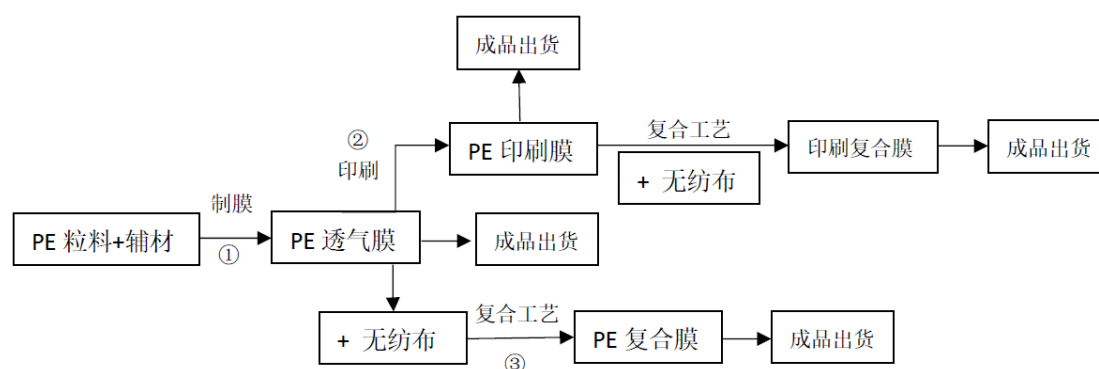 成品出货
②
印刷
PE 印刷膜
复合工艺
+ 无纺布
印刷复合膜
成品出货
PE 粒料+辅材
制膜
①
PE 透气膜
成品出货
+ 无纺布
复合工艺
③
PE 复合膜
成品出货